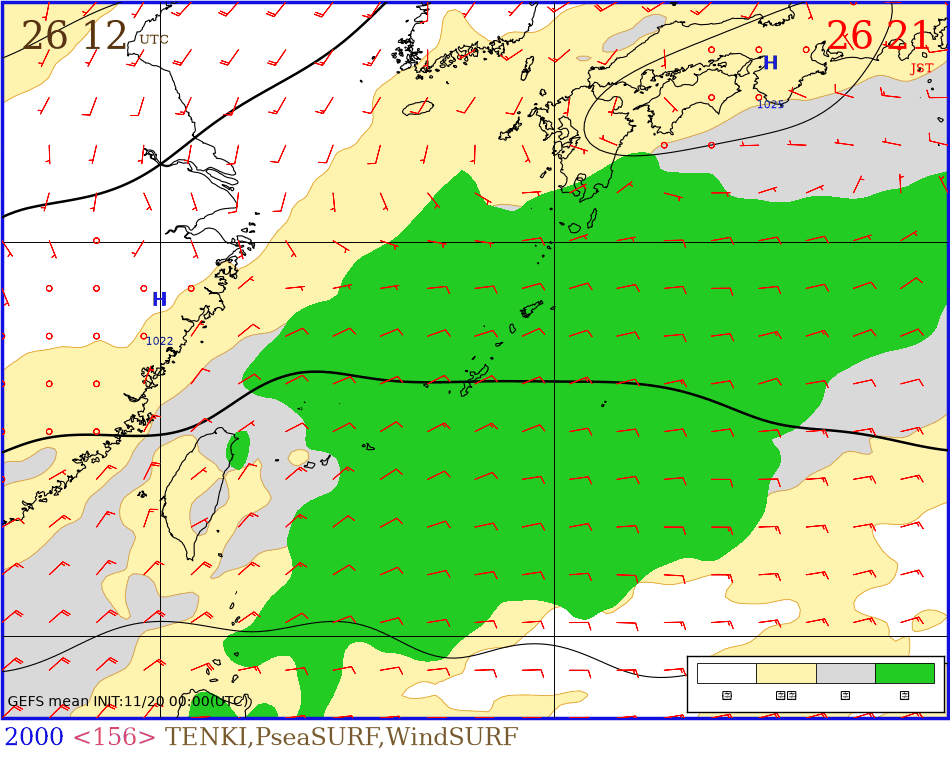 26 12 UTC
26 21 JST
H
1025
H
1022
GEFS mean INIT:11/20 00:00(UTC)
2000 <156> TENKI,PseaSURF,WindSURF